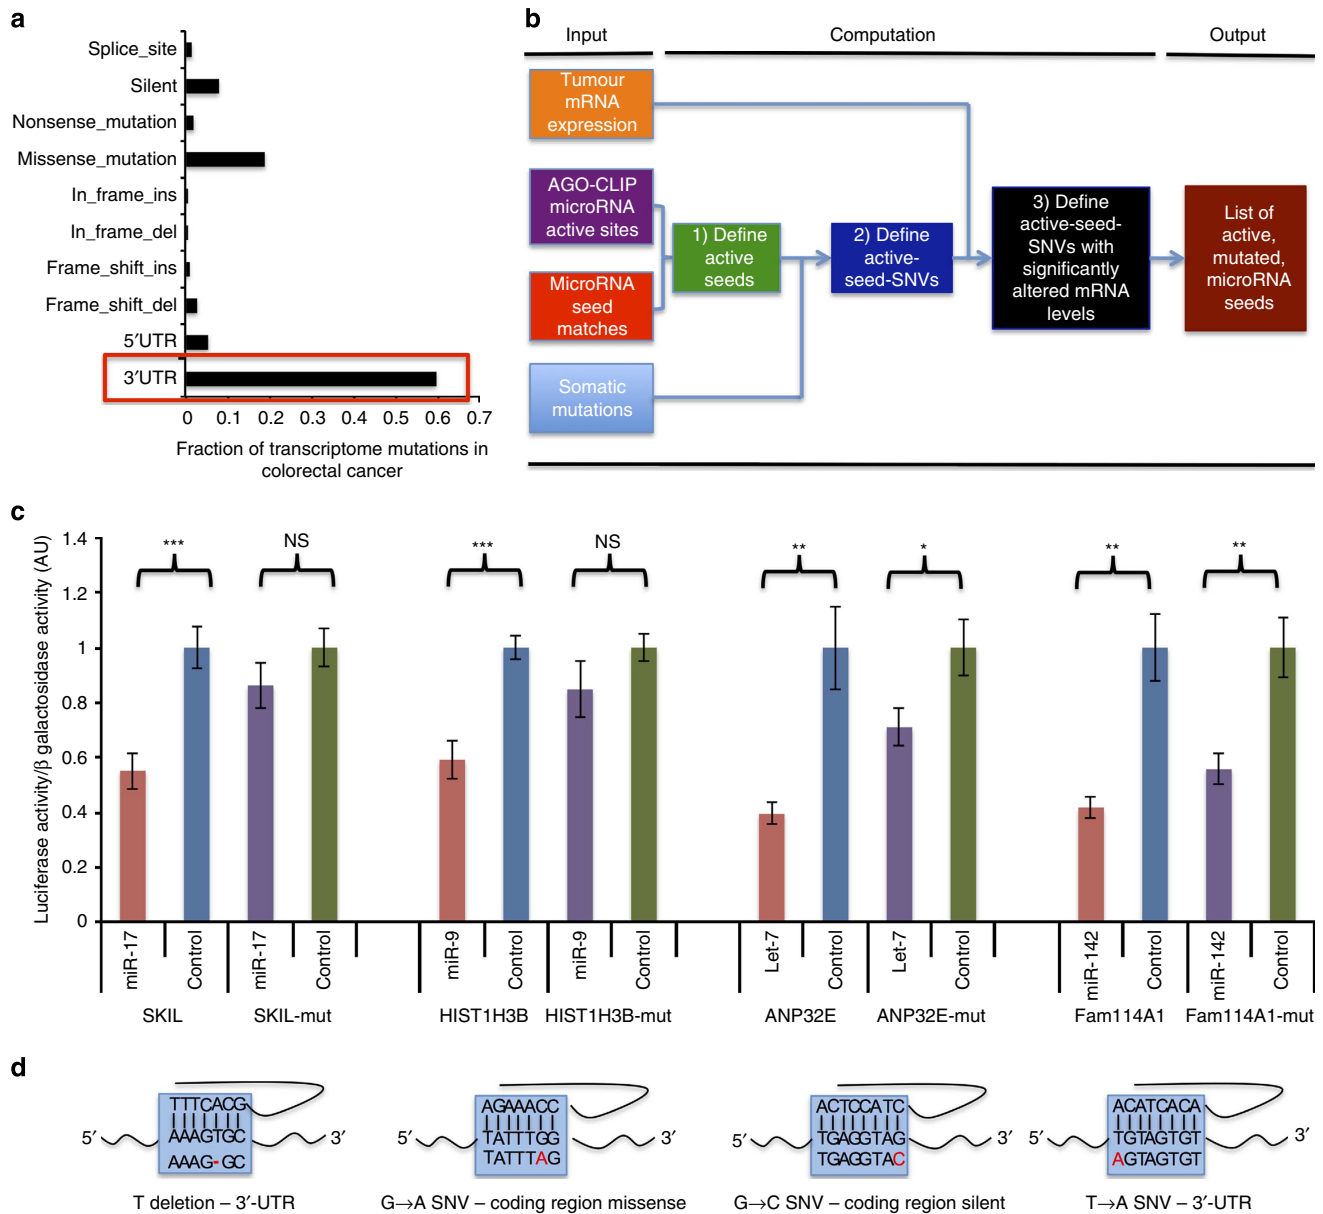 a
Splice_site
Silent
Nonsense_mutation
Missense_mutation
In_frame_ins
In_frame_del
Frame_shift_ins
Frame_shift_del
5′UTR
3′UTR
0 0.1 0.2 0.3 0.4 0.5 0.6 0.7
Fraction of transcriptome mutations in
colorectal cancer
b
Input Computation Output
Tumour
mRNA
expression
AGO-CLIP
microRNA
active sites
MicroRNA
seed
matches
Somatic
mutations
1) Define
active
seeds
2) Define
active-
seed-SNVs
3) Define
active-seed-
SNVs with
significantly
altered mRNA
levels
List of
active,
mutated,
microRNA
seeds
c
Luciferase activity/β galactosidase activity (AU)
1.4
1.2
1
0.8
0.6
0.4
0.2
0
*** NS *** NS ** * ** **
miR-17 Control miR-17 Control miR-9 Control miR-9 Control Let-7 Control Let-7 Control miR-142 Control miR-142 Control
SKIL SKIL-mut HIST1H3B HIST1H3B-mut ANP32E ANP32E-mut Fam114A1 Fam114A1-mut
d
TTTCACG
5′ AAAGTGC 3′
AAAG-GC
T deletion – 3′-UTR
AGAAACC
5′ TATTTGG 3′
TATTTAG
G→A SNV – coding region missense
ACTCCATC
5′ TGAGGTAG 3′
TGAGGTAC
G→C SNV – coding region silent
ACATCACA
5′ TGTAGTGT 3′
AGTAGTGT
T→A SNV – 3′-UTR